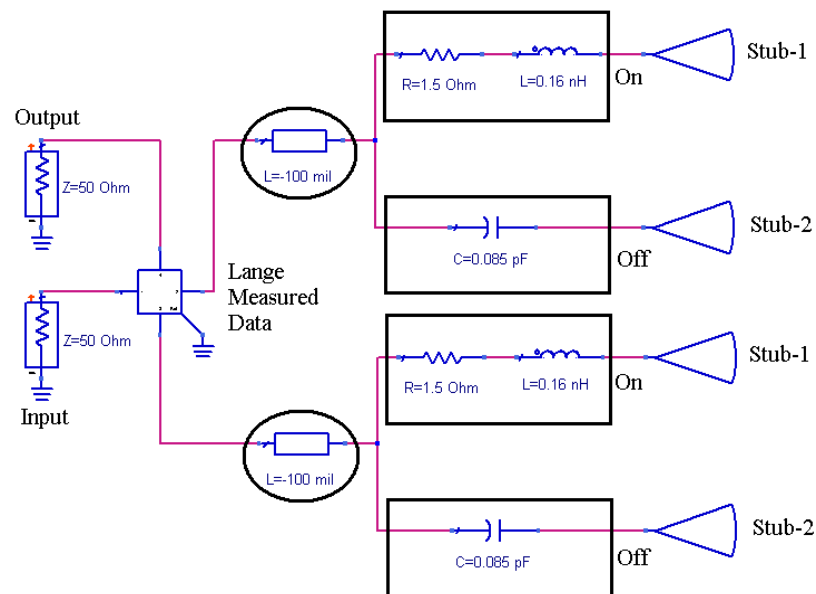 Stub-1
R=1.5 Ohm
L=0.16 nH
On
Output
L=-100 mil
Z=50 Ohm
Stub-2
C=0.085 pF
Off
Lange
Measured
Data
Z=50 Ohm
Input
Stub-1
R=1.5 Ohm
L=0.16 nH
On
L=-100 mil
Stub-2
C=0.085 pF
Off